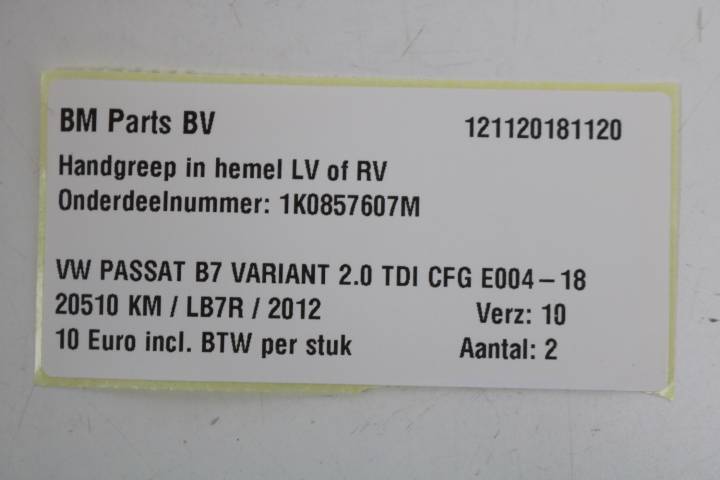 BM Parts BV 121120181120
Handgreep in hemel LV of RV
Onderdeelnummer: 1K0857607M
VW PASSAT B7 VARIANT 2.0 TDI CFG E004-18
20510 KM / LB7R / 2012 Verz: 10
10 Euro incl. BTW per stuk Aantal: 2